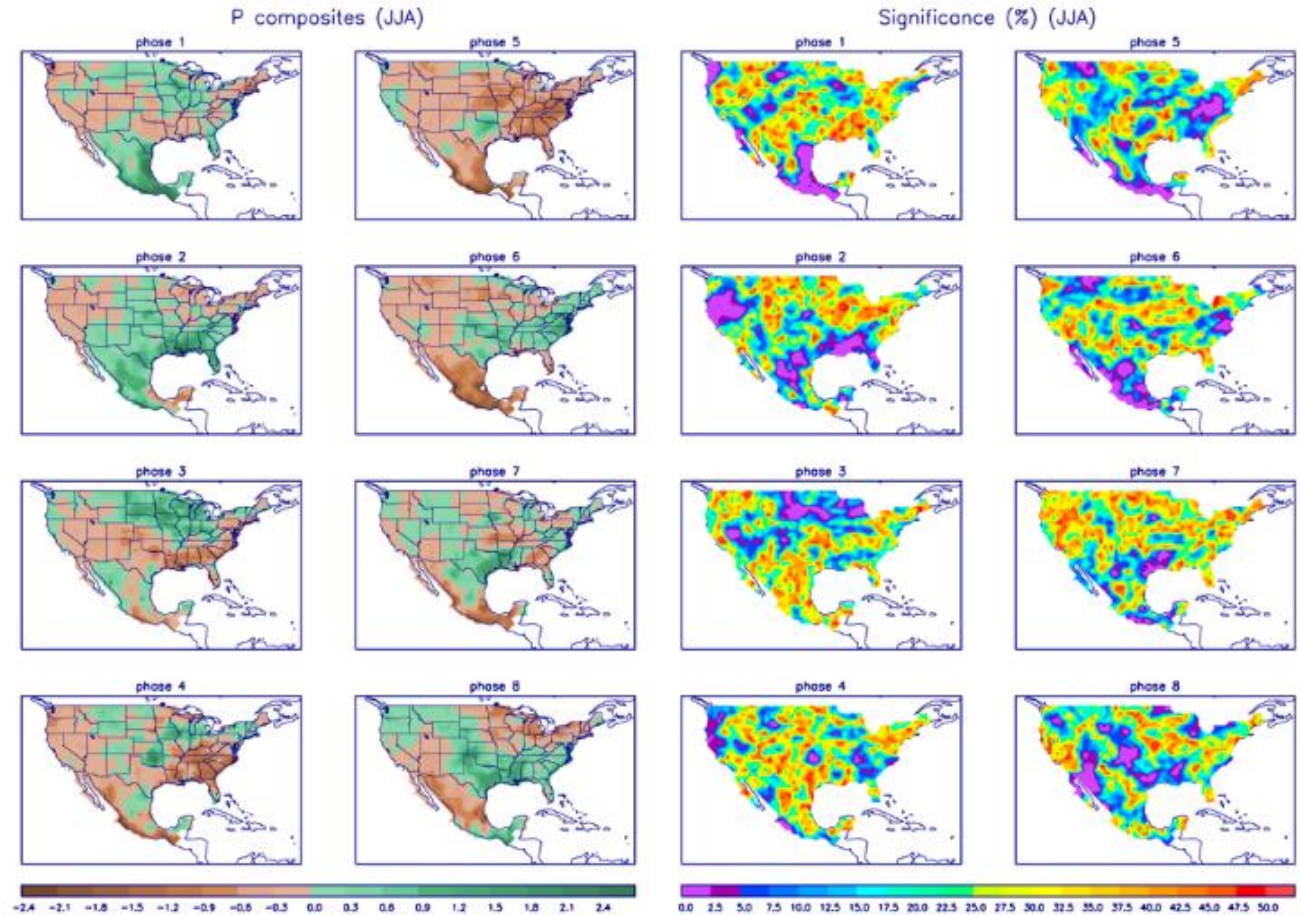 P composites (JJA)
Significance (%) (JJA)
phase 1
phase 5
phase 1
phase 5
phase 2
phase 6
phase 2
phase 6
phase 3
phase 7
phase 3
phase 7
phase 4
phase 8
phase 4
phase 8
-2.4 -2.1 -1.8 -1.5 -1.2 -0.9 -0.6 -0.3 0.0 0.3 0.6 0.9 1.2 1.5 1.8 2.1 2.4
0.0 2.5 5.0 7.5 10.0 12.5 15.0 17.5 20.0 22.5 25.0 27.5 30.0 32.5 35.0 37.5 40.0 42.5 45.0 47.5 50.0